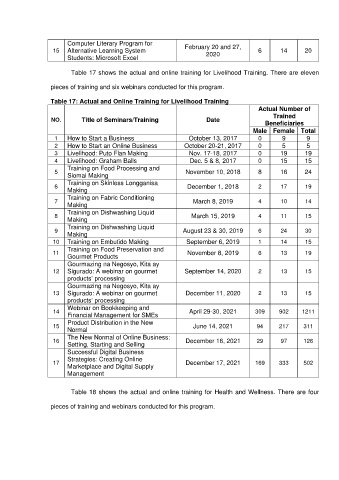 15 Computer Literacy Program for Alternative Learning System Students: Microsoft Excel February 20 and 27, 2020 6 14 20
Table 17 shows the actual and online training for Livelihood Training. There are eleven
pieces of training and six webinars conducted for this program.
Table 17: Actual and Online Training for Livelihood Training
NO. Title of Seminars/Training Date Actual Number of Trained Beneficiaries
Male Female Total
1 How to Start a Business October 13, 2017 0 9 9
2 How to Start an Online Business October 20-21, 2017 0 5 5
3 Livelihood: Puto Flan Making Nov. 17-18, 2017 0 19 19
4 Livelihood: Graham Balls Dec. 5 & 8, 2017 0 15 15
5 Training on Food Processing and Siomai Making November 10, 2018 8 16 24
6 Training on Skinless Longganisa Making December 1, 2018 2 17 19
7 Training on Fabric Conditioning Making March 8, 2019 4 10 14
8 Training on Dishwashing Liquid Making March 15, 2019 4 11 15
9 Training on Dishwashing Liquid Making August 23 & 30, 2019 6 24 30
10 Training on Embutido Making September 6, 2019 1 14 15
11 Training on Food Preservation and Gourmet Products November 8, 2019 6 13 19
12 Gourmazing na Negosyo, Kita ay Sigurado: A webinar on gourmet products' processing September 14, 2020 2 13 15
13 Gourmazing na Negosyo, Kita ay Sigurado: A webinar on gourmet products' processing December 11, 2020 2 13 15
14 Webinar on Bookkeeping and Financial Management for SMEs April 29-30, 2021 309 902 1211
15 Product Distribution in the New Normal June 14, 2021 94 217 311
16 The New Normal of Online Business: Setting, Starting and Selling December 16, 2021 29 97 126
17 Successful Digital Business Strategies: Creating Online Marketplace and Digital Supply Management December 17, 2021 169 333 502
Table 18 shows the actual and online training for Health and Wellness. There are four
pieces of training and webinars conducted for this program.